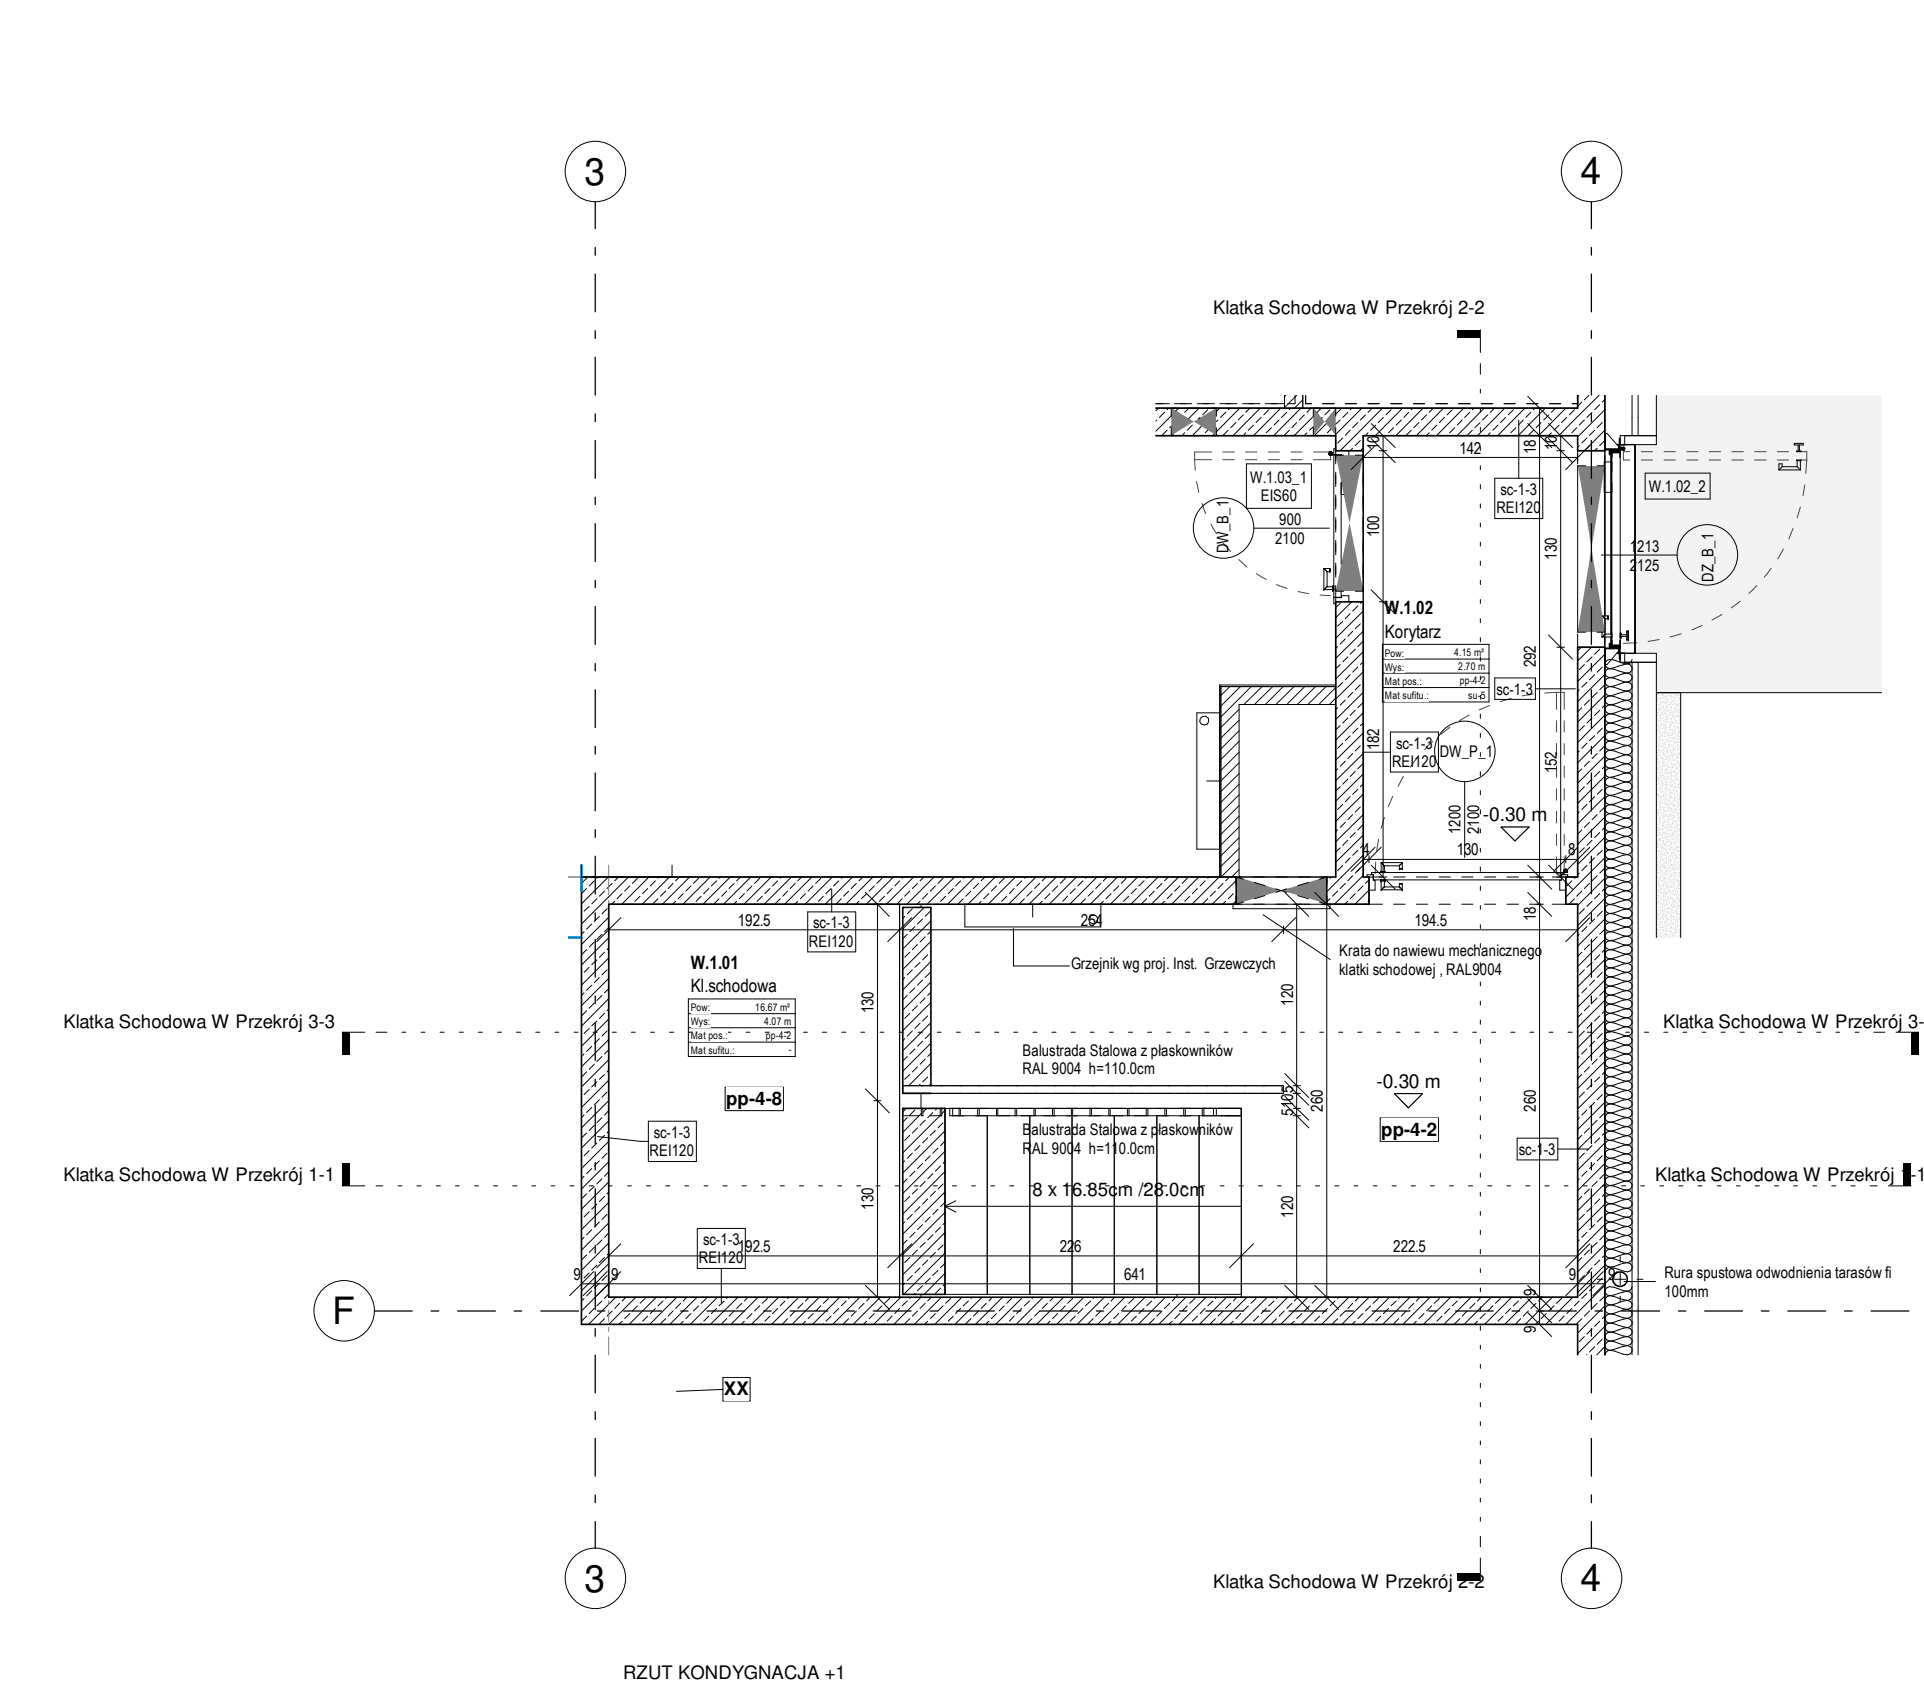 3
4
Klatka Schodowa W Przekrój 2-2
10
142
18
10
W.1.03_1
EIS60
sc-1-3
REI120
W.1.02_2
DW_B_1
900
2100
100
130
1213
2125
DZ_B_1
W.1.02
Korytarz
Pow: 4.15 m²
Wys: 2.70 m
Mat pos.: pp-4-2
Mat sufitu.: su-5
292
sc-1-3
182
sc-1-3
REI120
DW_P_1
152
1200
2100
-0.30 m
4
130
8
192.5
sc-1-3
REI120
264
194.5
18
Krata do nawiewu mechanicznego
klatki schodowej , RAL9004
Grzejnik wg proj. Inst. Grzewczych
W.1.01
Kl.schodowa
Pow: 16.67 m²
Wys: 4.07 m
Mat pos.: pp-4-2
Mat sufitu.: -
130
120
Klatka Schodowa W Przekrój 3-3
Klatka Schodowa W Przekrój 3-
Balustrada Stalowa z płaskowników
RAL 9004 h=110.0cm
-0.30 m
pp-4-8
260
260
pp-4-2
Balustrada Stalowa z płaskowników
RAL 9004 h=110.0cm
sc-1-3
REI120
sc-1-3
Klatka Schodowa W Przekrój 1-1
Klatka Schodowa W Przekrój 1-1
8 x 16.85cm /28.0cm
130
120
sc-1-3
REI120
192.5
226
222.5
9
9
641
9
9
Rura spustowa odwodnienia tarasów fi
100mm
F
9
9
XX
3
4
Klatka Schodowa W Przekrój 2-2
RZUT KONDYGNACJA +1